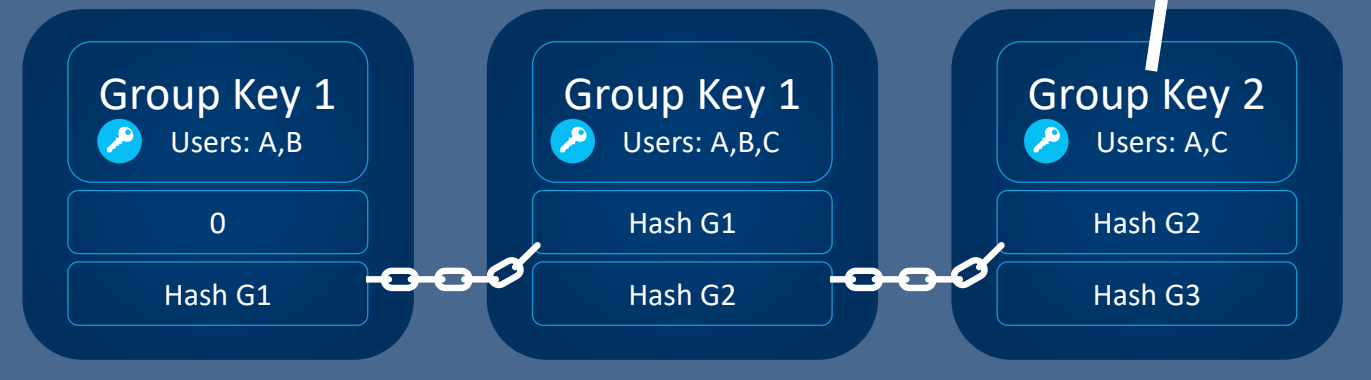 Group Key 1
Users: A,B
0
Hash G1
Group Key 1
Users: A,B,C
Hash G1
Hash G2
Group Key 2
Users: A,C
Hash G2
Hash G3